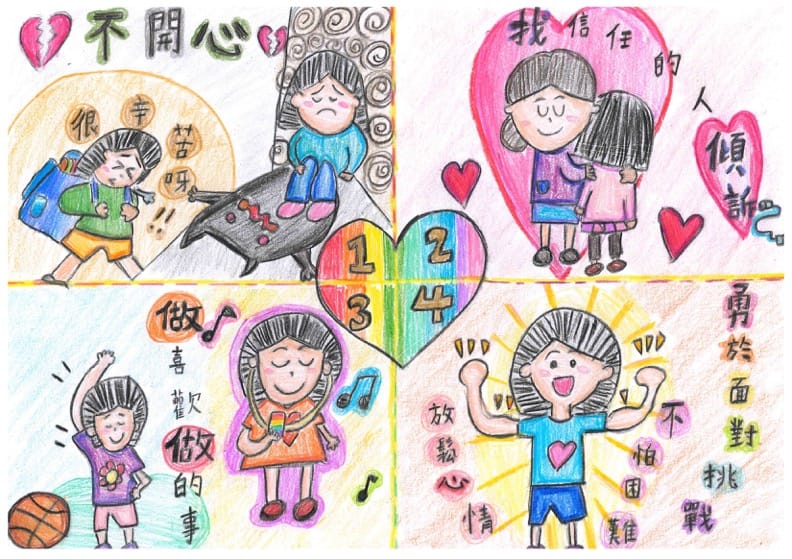 不開心
很辛苦呀!!
找信任的人
傾訴
1 2
3 4
做喜歡做的事
勇於面對挑戰
不怕困難
放鬆心情